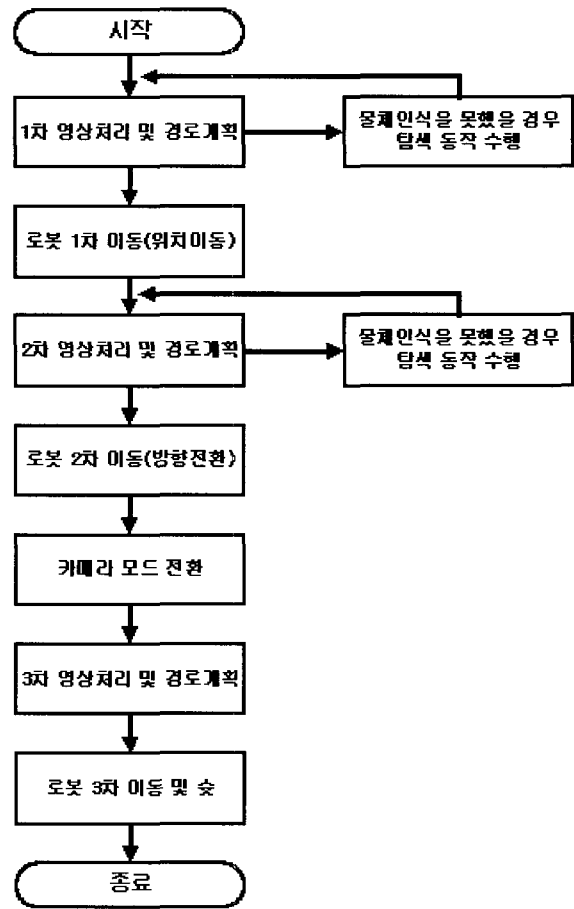 시작
1차 영상처리 및 경로계획
물체인식을 못했을 경우
탐색 동작 수행
로봇 1차 이동(위치이동)
2차 영상처리 및 경로계획
물체인식을 못했을 경우
탐색 동작 수행
로봇 2차 이동(방향전환)
카메라 모드 전환
3차 영상처리 및 경로계획
로봇 3차 이동 및 슛
종료